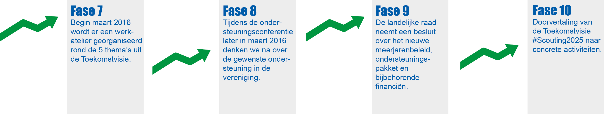 Fase 7
Begin maart 2016
wordt er een werk-
atelier georganiseerd
rond de 5 thema's uit
de Toekomstvisie.
Fase 8
Tijdens de onder-
steuningsconferentie
later in maart 2016
denken we na over
de gewenste onder-
steuning in de
vereniging.
Fase 9
De landelijke raad
neemt een besluit
over het nieuwe
meerjarenbeleid,
ondersteunings-
pakket en
bijbehorende
financiën.
Fase 10
Doorvertaling van
de Toekomstvisie
#Scouting2025 naar
concrete activiteiten.